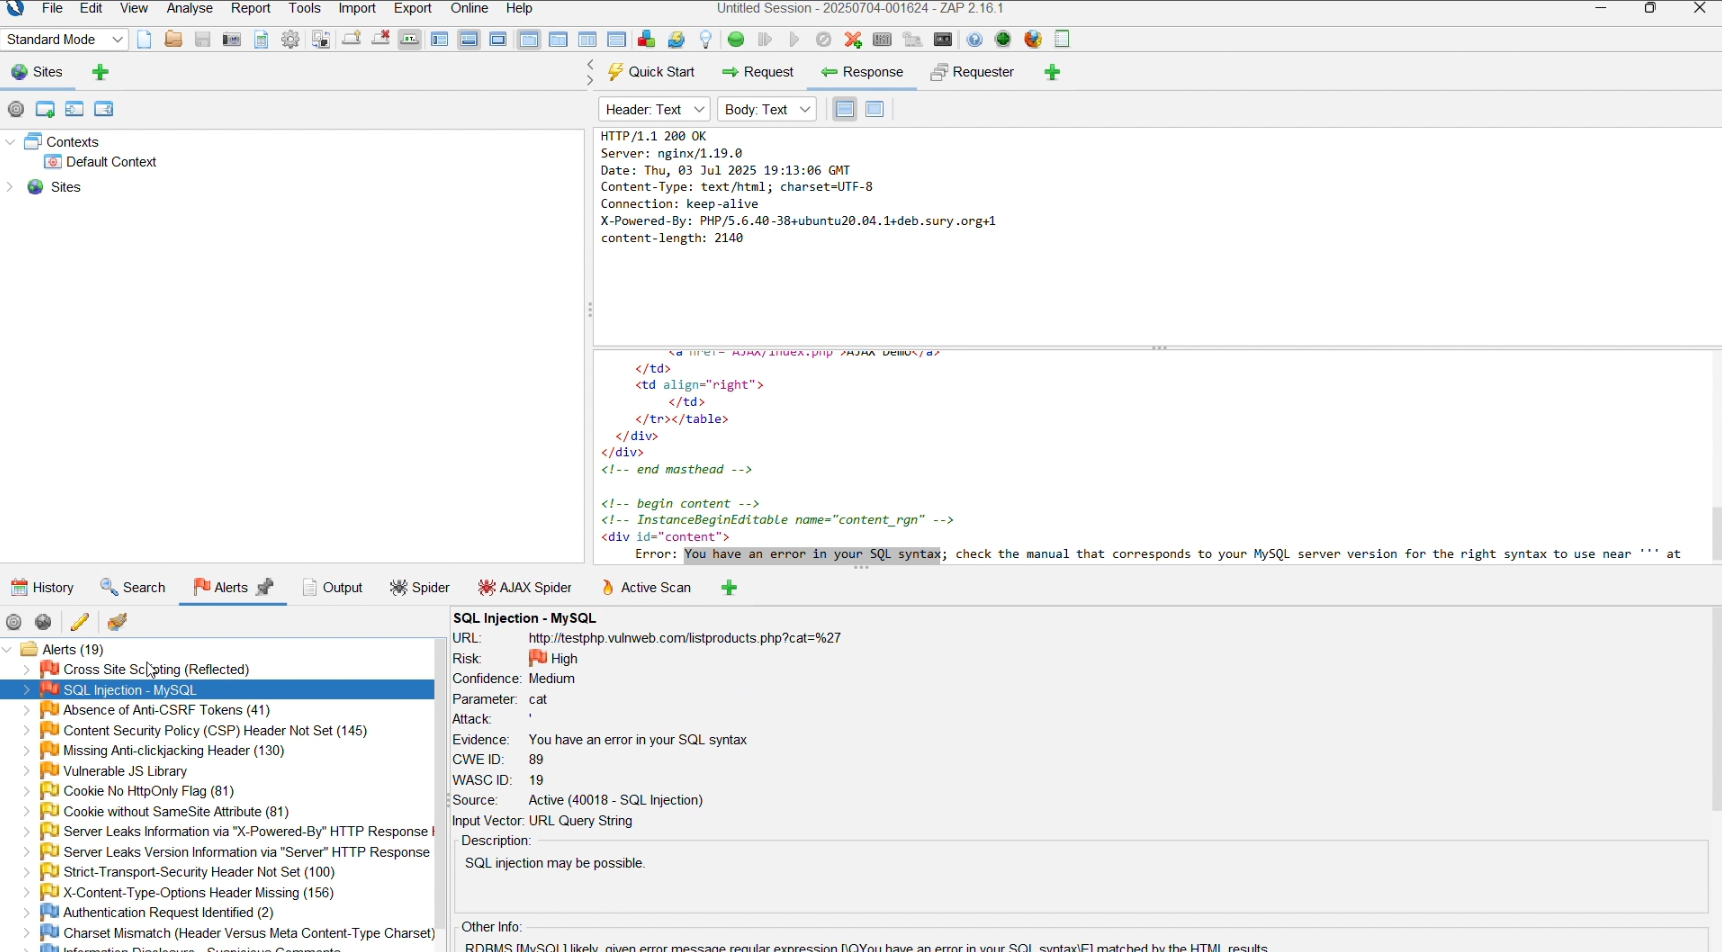 File Edit View Analyse Report Tools Import Export Online Help
Untitled Session - 20250704-001624 - ZAP 2.16.1
Standard Mode
Sites
Quick Start Request Response Requester
Header: Text Body: Text
Contexts
Default Context
Sites
HTTP/1.1 200 OK
Server: nginx/1.19.0
Date: Thu, 03 Jul 2025 19:13:06 GMT
Content-Type: text/html; charset=UTF-8
Connection: keep-alive
X-Powered-By: PHP/5.6.40-38+ubuntu20.04.1+deb.sury.org+1
content-length: 2140
<a href="AJAX/index.php">AJAX Demo</a>
</td>
<td align="right">
</td>
</tr></table>
</div>
</div>
<!-- end masthead -->
<!-- begin content -->
<!-- InstanceBeginEditable name="content_rgn" -->
<div id="content">
Error: You have an error in your SQL syntax; check the manual that corresponds to your MySQL server version for the right syntax to use near ''' at
History Search Alerts Output Spider AJAX Spider Active Scan
Alerts (19)
Cross Site Scripting (Reflected)
SQL Injection - MySQL
Absence of Anti-CSRF Tokens (41)
Content Security Policy (CSP) Header Not Set (145)
Missing Anti-clickjacking Header (130)
Vulnerable JS Library
Cookie No HttpOnly Flag (81)
Cookie without SameSite Attribute (81)
Server Leaks Information via "X-Powered-By" HTTP Response
Server Leaks Version Information via "Server" HTTP Response
Strict-Transport-Security Header Not Set (100)
X-Content-Type-Options Header Missing (156)
Authentication Request Identified (2)
Charset Mismatch (Header Versus Meta Content-Type Charset)
Information Disclosure - Suspicious Comments
SQL Injection - MySQL
URL: http://testphp.vulnweb.com/listproducts.php?cat=%27
Risk: High
Confidence: Medium
Parameter: cat
Attack: '
Evidence: You have an error in your SQL syntax
CWE ID: 89
WASC ID: 19
Source: Active (40018 - SQL Injection)
Input Vector: URL Query String
Description:
SQL injection may be possible.
Other Info:
RDBMS [MySQL] likely, given error message regular expression [\QYou have an error in your SQL syntax\E] matched by the HTML results.